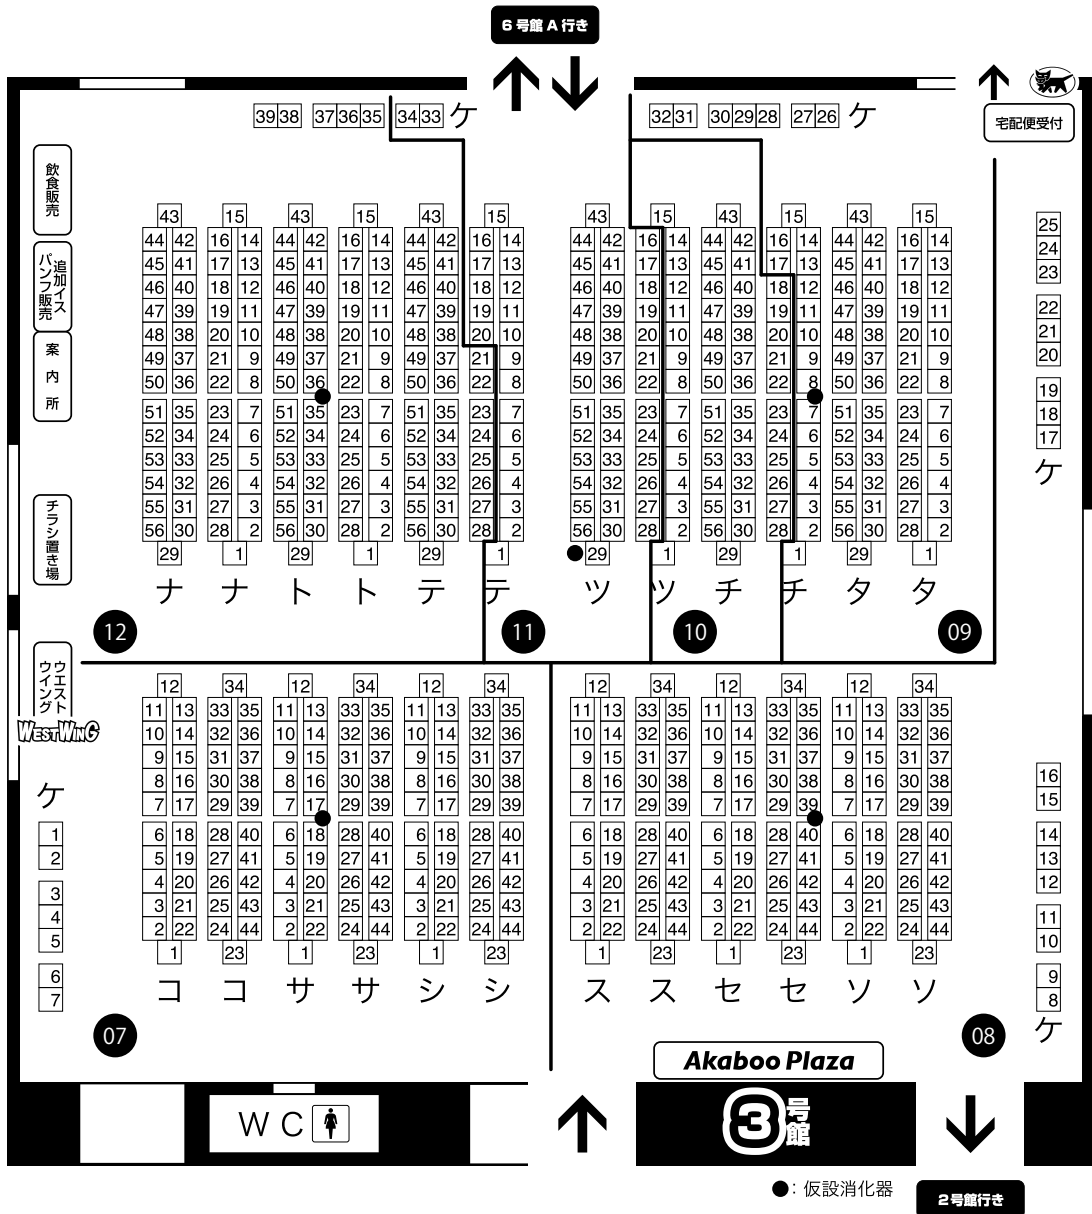 6号館A行き
39 38 37 36 35 34 33 ケ
32 31 30 29 28 27 26 ケ
宅配便受付
飲食販売
追加イス
パンフ販売
案内所
チラシ置き場
ウエスト
ウイング
WESTWING
43 15 43 15 43 15 43 15 43 15 43 15
44 42 16 14 44 42 16 14 44 42 16 14 44 42 16 14 44 42 16 14 44 42 16 14
45 41 17 13 45 41 17 13 45 41 17 13 45 41 17 13 45 41 17 13 45 41 17 13
46 40 18 12 46 40 18 12 46 40 18 12 46 40 18 12 46 40 18 12 46 40 18 12
47 39 19 11 47 39 19 11 47 39 19 11 47 39 19 11 47 39 19 11 47 39 19 11
48 38 20 10 48 38 20 10 48 38 20 10 48 38 20 10 48 38 20 10 48 38 20 10
49 37 21 9 49 37 21 9 49 37 21 9 49 37 21 9 49 37 21 9 49 37 21 9
50 36 22 8 50 36 22 8 50 36 22 8 50 36 22 8 50 36 22 8 50 36 22 8
51 35 23 7 51 35 23 7 51 35 23 7 51 35 23 7 51 35 23 7 51 35 23 7
52 34 24 6 52 34 24 6 52 34 24 6 52 34 24 6 52 34 24 6 52 34 24 6
53 33 25 5 53 33 25 5 53 33 25 5 53 33 25 5 53 33 25 5 53 33 25 5
54 32 26 4 54 32 26 4 54 32 26 4 54 32 26 4 54 32 26 4 54 32 26 4
55 31 27 3 55 31 27 3 55 31 27 3 55 31 27 3 55 31 27 3 55 31 27 3
56 30 28 2 56 30 28 2 56 30 28 2 56 30 28 2 56 30 28 2 56 30 28 2
29 1 29 1 29 1 29 1 29 1 29 1
ナ ナ ト ト テ テ ツ ツ チ チ タ タ
12 11 10 09
25
24
23
22
21
20
19
18
17
ケ
12 34 12 34 12 34 12 34 12 34 12 34
11 13 33 35 11 13 33 35 11 13 33 35 11 13 33 35 11 13 33 35 11 13 33 35
10 14 32 36 10 14 32 36 10 14 32 36 10 14 32 36 10 14 32 36 10 14 32 36
9 15 31 37 9 15 31 37 9 15 31 37 9 15 31 37 9 15 31 37 9 15 31 37
8 16 30 38 8 16 30 38 8 16 30 38 8 16 30 38 8 16 30 38 8 16 30 38
7 17 29 39 7 17 29 39 7 17 29 39 7 17 29 39 7 17 29 39 7 17 29 39
6 18 28 40 6 18 28 40 6 18 28 40 6 18 28 40 6 18 28 40 6 18 28 40
5 19 27 41 5 19 27 41 5 19 27 41 5 19 27 41 5 19 27 41 5 19 27 41
4 20 26 42 4 20 26 42 4 20 26 42 4 20 26 42 4 20 26 42 4 20 26 42
3 21 25 43 3 21 25 43 3 21 25 43 3 21 25 43 3 21 25 43 3 21 25 43
2 22 24 44 2 22 24 44 2 22 24 44 2 22 24 44 2 22 24 44 2 22 24 44
1 23 1 23 1 23 1 23 1 23 1 23
コ コ サ サ シ シ ス ス セ セ ソ ソ
ケ
1
2
3
4
5
6
7
16
15
14
13
12
11
10
9
8
ケ
07 08
Akaboo Plaza
WC
3号館
●：仮設消化器
2号館行き